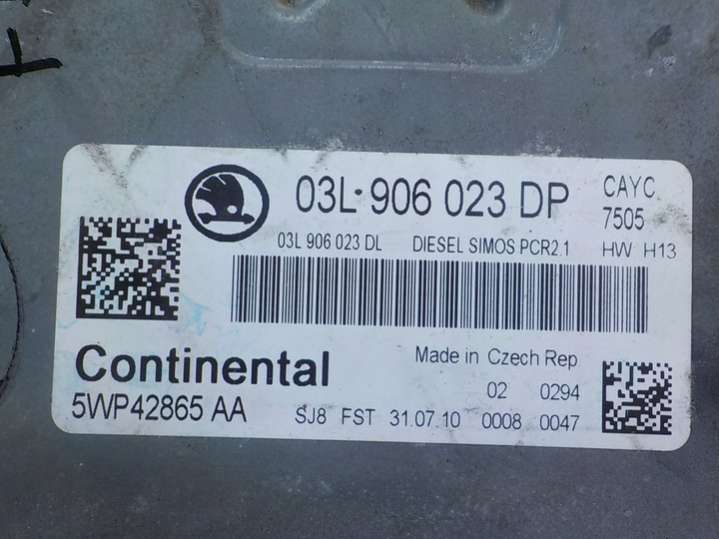 03L·906 023 DP
CAYC
7505
03L 906 023 DL DIESEL SIMOS PCR2.1 HW H13
Continental
Made in Czech Rep
02 0294
5WP42865 AA
SJ8 FST 31.07.10 0008 0047